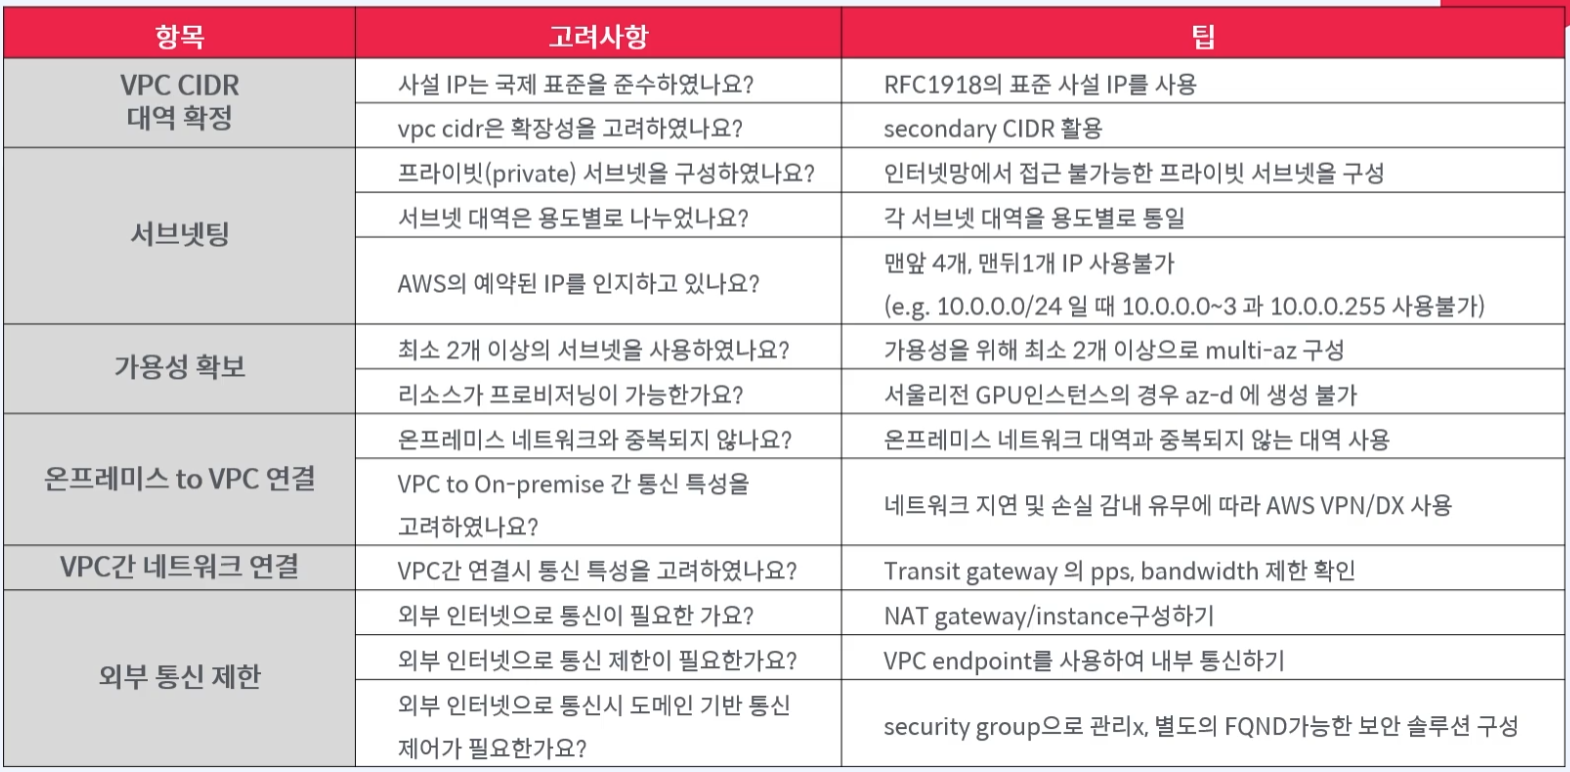 항목
고려사항
팁
VPC CIDR
대역 확정
사설 IP는 국제 표준을 준수하였나요?
RFC1918의 표준 사설 IP를 사용
vpc cidr은 확장성을 고려하였나요?
secondary CIDR 활용
서브넷팅
프라이빗(private) 서브넷을 구성하였나요?
인터넷망에서 접근 불가능한 프라이빗 서브넷을 구성
서브넷 대역은 용도별로 나누었나요?
각 서브넷 대역을 용도별로 통일
AWS의 예약된 IP를 인지하고 있나요?
맨앞 4개, 맨뒤1개 IP 사용불가
(e.g. 10.0.0.0/24 일 때 10.0.0.0~3 과 10.0.0.255 사용불가)
가용성 확보
최소 2개 이상의 서브넷을 사용하였나요?
가용성을 위해 최소 2개 이상으로 multi-az 구성
리소스가 프로비저닝이 가능한가요?
서울리전 GPU인스턴스의 경우 az-d 에 생성 불가
온프레미스 to VPC 연결
온프레미스 네트워크와 중복되지 않나요?
온프레미스 네트워크 대역과 중복되지 않는 대역 사용
VPC to On-premise 간 통신 특성을
고려하였나요?
네트워크 지연 및 손실 감내 유무에 따라 AWS VPN/DX 사용
VPC간 네트워크 연결
VPC간 연결시 통신 특성을 고려하였나요?
Transit gateway 의 pps, bandwidth 제한 확인
외부 통신 제한
외부 인터넷으로 통신이 필요한 가요?
NAT gateway/instance구성하기
외부 인터넷으로 통신 제한이 필요한가요?
VPC endpoint를 사용하여 내부 통신하기
외부 인터넷으로 통신시 도메인 기반 통신
제어가 필요한가요?
security group으로 관리x, 별도의 FQND가능한 보안 솔루션 구성